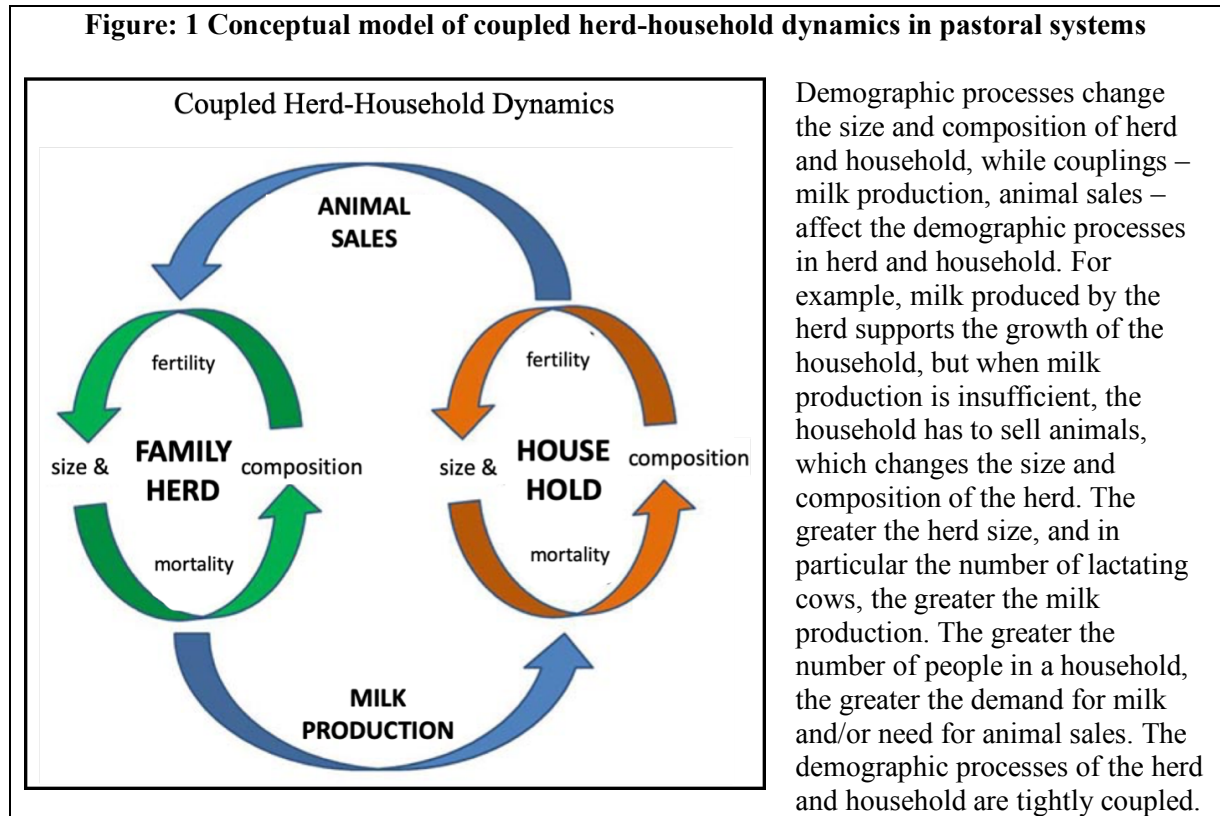 Figure: 1 Conceptual model of coupled herd-household dynamics in pastoral systems
Coupled Herd-Household Dynamics
ANIMAL
SALES
fertility
size &
FAMILY
HERD
composition
mortality
fertility
size &
HOUSE
HOLD
composition
mortality
MILK
PRODUCTION
Demographic processes change
the size and composition of herd
and household, while couplings –
milk production, animal sales –
affect the demographic processes
in herd and household. For
example, milk produced by the
herd supports the growth of the
household, but when milk
production is insufficient, the
household has to sell animals,
which changes the size and
composition of the herd. The
greater the herd size, and in
particular the number of lactating
cows, the greater the milk
production. The greater the
number of people in a household,
the greater the demand for milk
and/or need for animal sales. The
demographic processes of the herd
and household are tightly coupled.